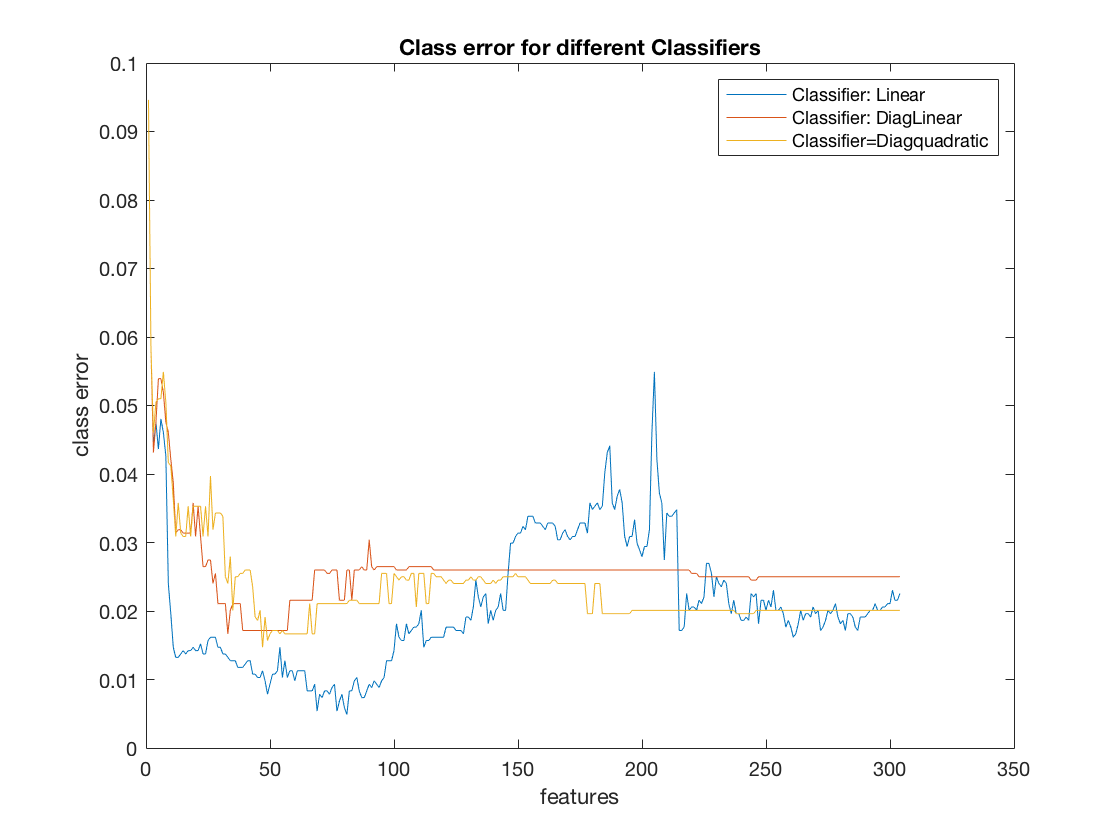 Class error for different Classifiers
0.1
0.09
0.08
0.07
0.06
0.05
0.04
0.03
0.02
0.01
0
class error
Classifier: Linear
Classifier: DiagLinear
Classifier=Diagquadratic
0 50 100 150 200 250 300 350
features